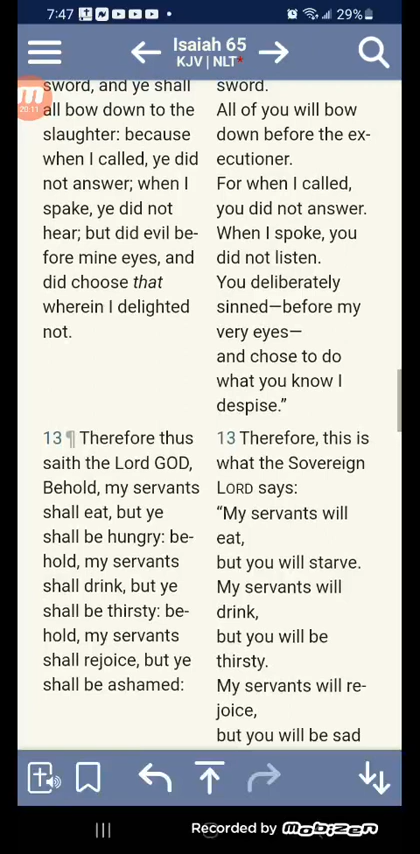 7:47
29%
Isaiah 65
KJV | NLT*
sword, and ye shall
all bow down to the
slaughter: because
when I called, ye did
not answer; when I
spake, ye did not
hear; but did evil be-
fore mine eyes, and
did choose that
wherein I delighted
not.
sword.
All of you will bow
down before the ex-
ecutioner.
For when I called,
you did not answer.
When I spoke, you
did not listen.
You deliberately
sinned—before my
very eyes—
and chose to do
what you know I
despise.”
13 ¶ Therefore thus
saith the Lord GOD,
Behold, my servants
shall eat, but ye
shall be hungry: be-
hold, my servants
shall drink, but ye
shall be thirsty: be-
hold, my servants
shall rejoice, but ye
shall be ashamed:
13 Therefore, this is
what the Sovereign
LORD says:
“My servants will
eat,
but you will starve.
My servants will
drink,
but you will be
thirsty.
My servants will re-
joice,
but you will be sad
Recorded by Mobizen